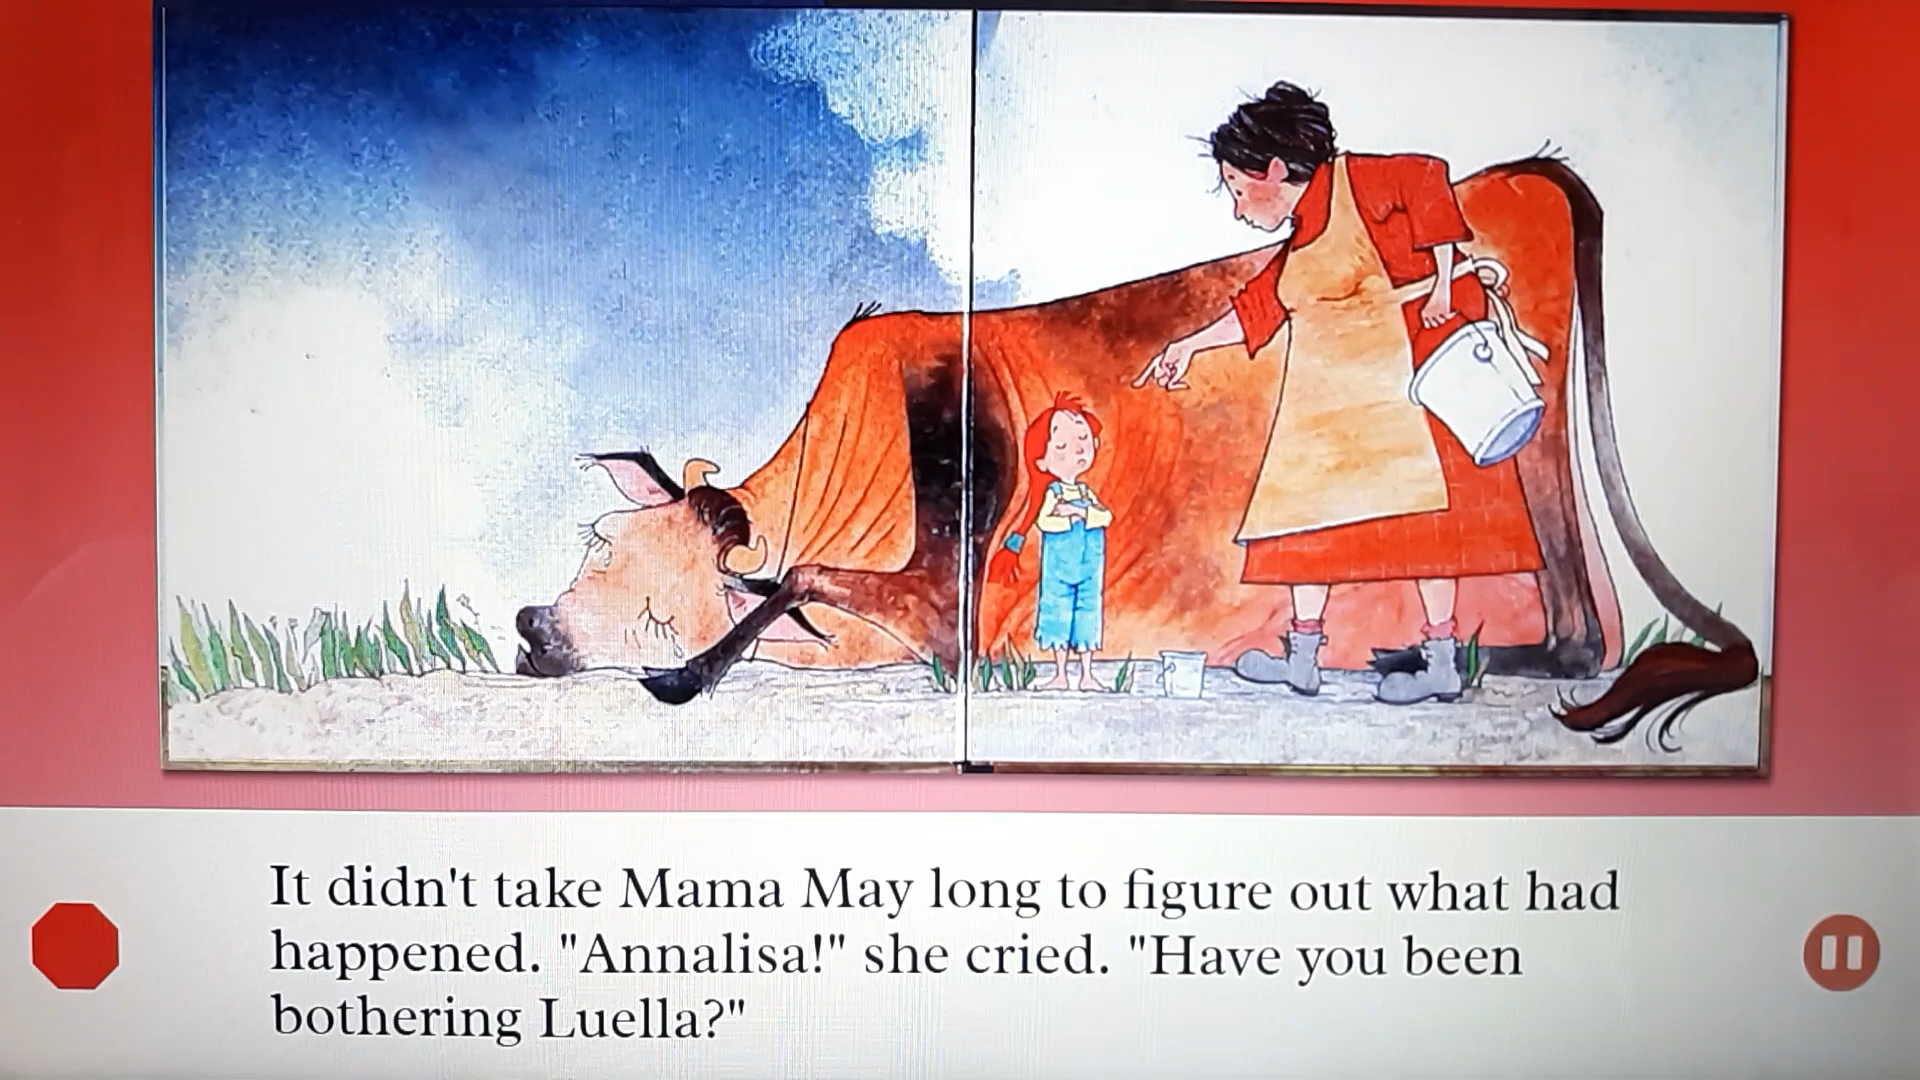 It didn't take Mama May long to figure out what had
happened. "Annalisa!" she cried. "Have you been
bothering Luella?"